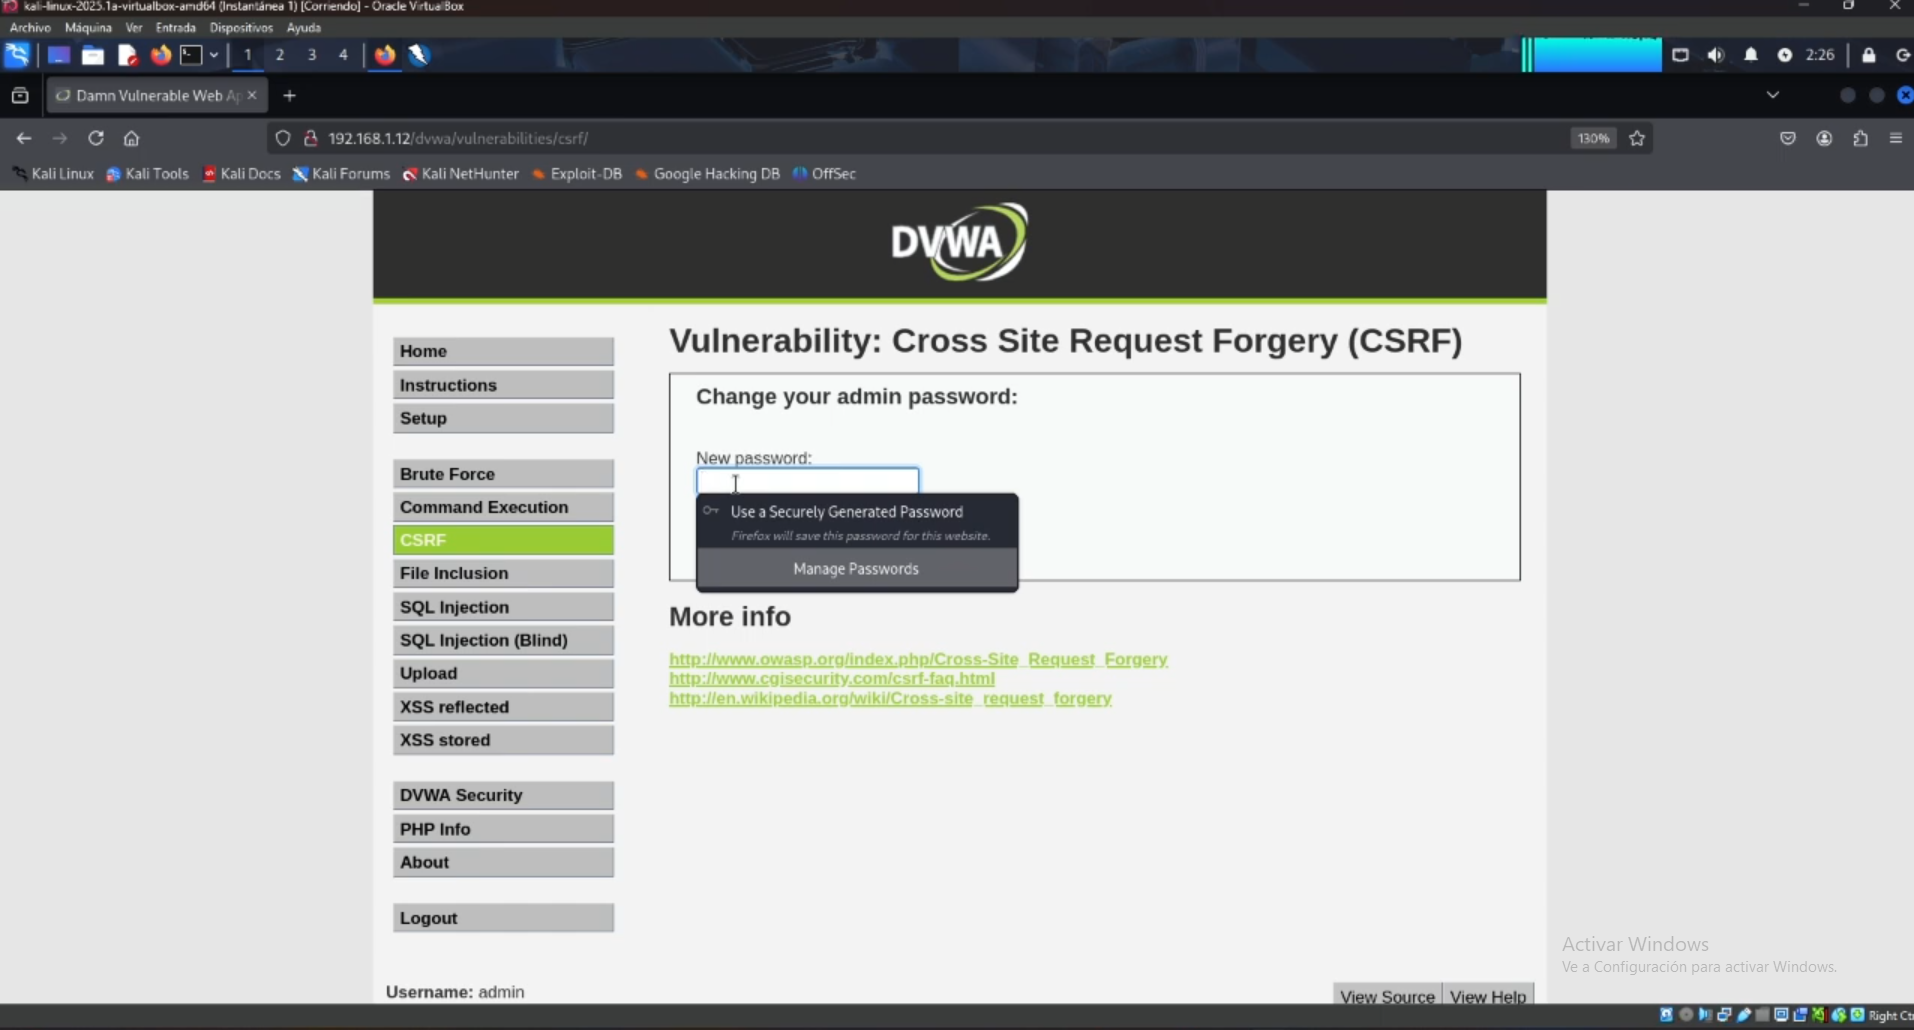 kali-linux-2025.1a-virtualbox-amd64 (Instantánea 1) [Corriendo] - Oracle VirtualBox
Archivo Máquina Ver Entrada Dispositivos Ayuda
1 2 3 4 2:26
Damn Vulnerable Web Ap
192.168.1.12/dvwa/vulnerabilities/csrf/ 130%
Kali Linux Kali Tools Kali Docs Kali Forums Kali NetHunter Exploit-DB Google Hacking DB OffSec
DVWA
Home
Instructions
Setup
Brute Force
Command Execution
CSRF
File Inclusion
SQL Injection
SQL Injection (Blind)
Upload
XSS reflected
XSS stored
DVWA Security
PHP Info
About
Logout
Vulnerability: Cross Site Request Forgery (CSRF)
Change your admin password:
New password:
Use a Securely Generated Password
Firefox will save this password for this website.
Manage Passwords
More info
http://www.owasp.org/index.php/Cross-Site_Request_Forgery
http://www.cgisecurity.com/csrf-faq.html
http://en.wikipedia.org/wiki/Cross-site_request_forgery
Activar Windows
Ve a Configuración para activar Windows.
Username: admin
View Source View Help
Right Ct